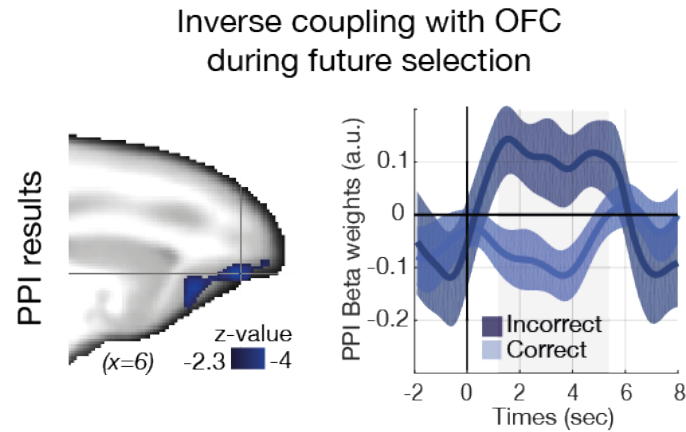 Inverse coupling with OFC
during future selection
PPI results
z-value
(x=6)
-2.3
-4
PPI Beta weights (a.u.)
0.1
0
-0.1
-0.2
Incorrect
Correct
-2 0 2 4 6 8
Times (sec)